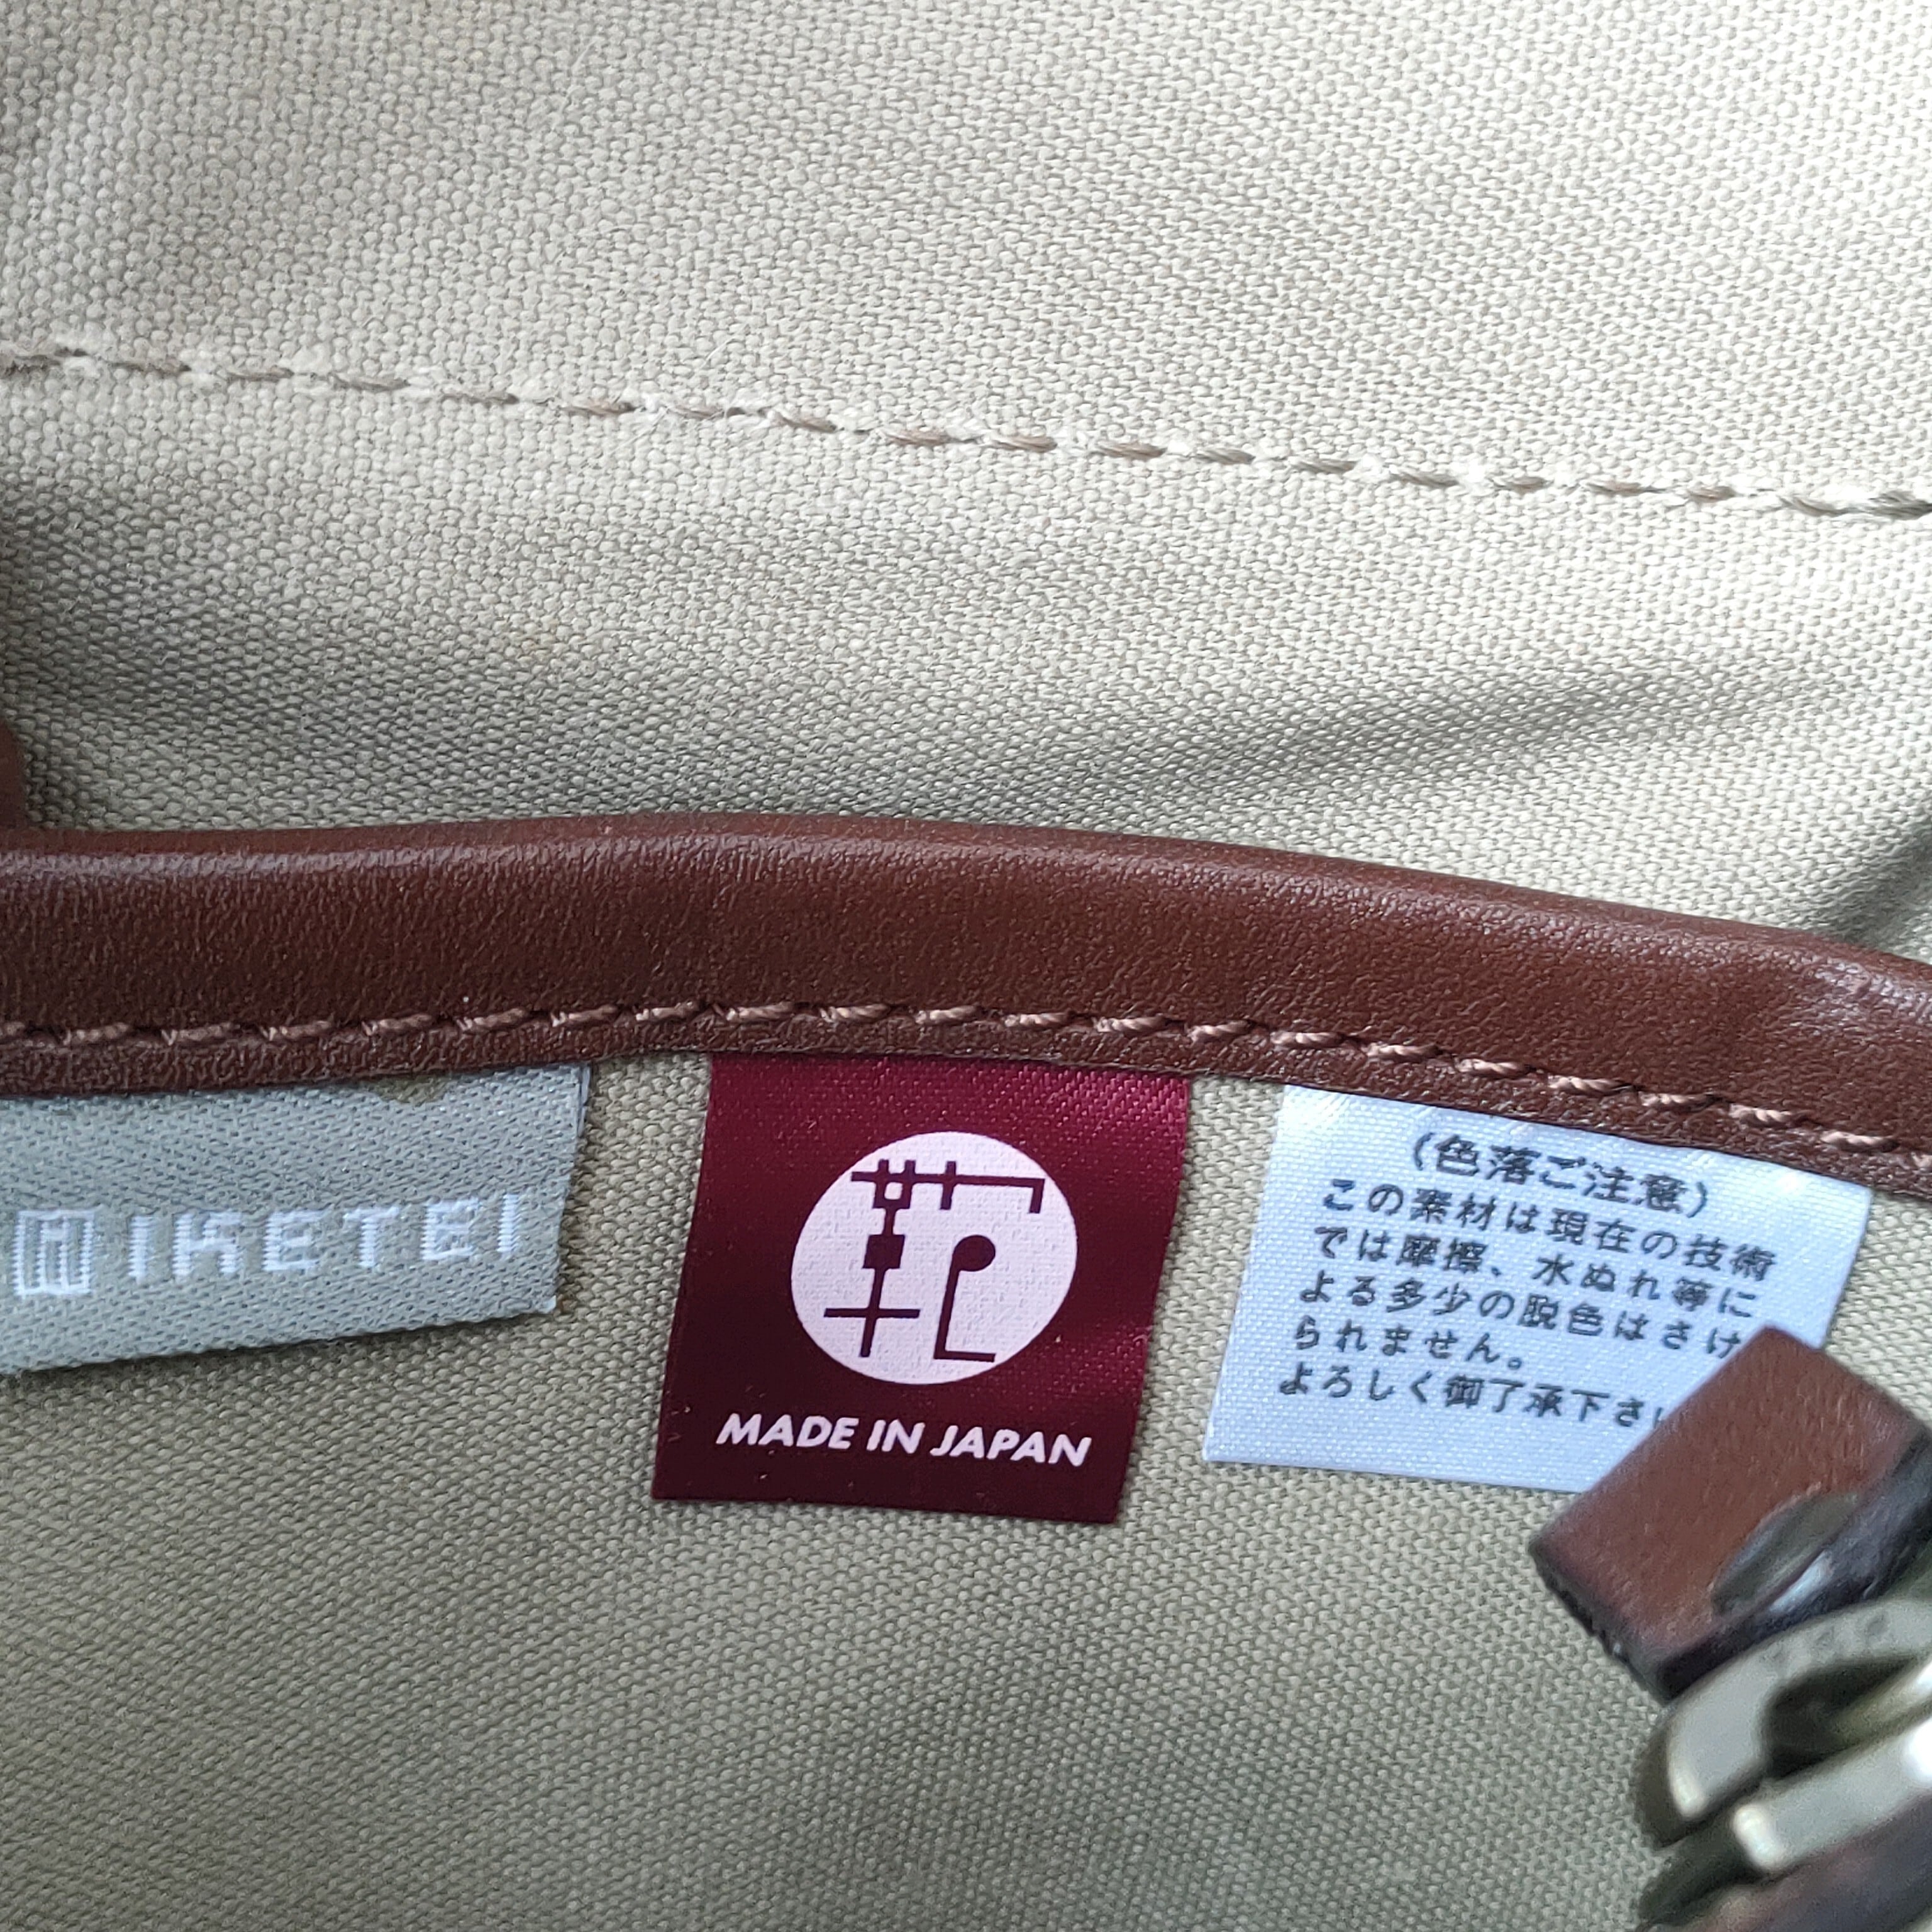 IKETEI
鞄
MADE IN JAPAN
(色落ご注意)
この素材は現在の技術
では摩擦、水ぬれ等に
よる多少の脱色はさけ
られません。
よろしく御了承下さい